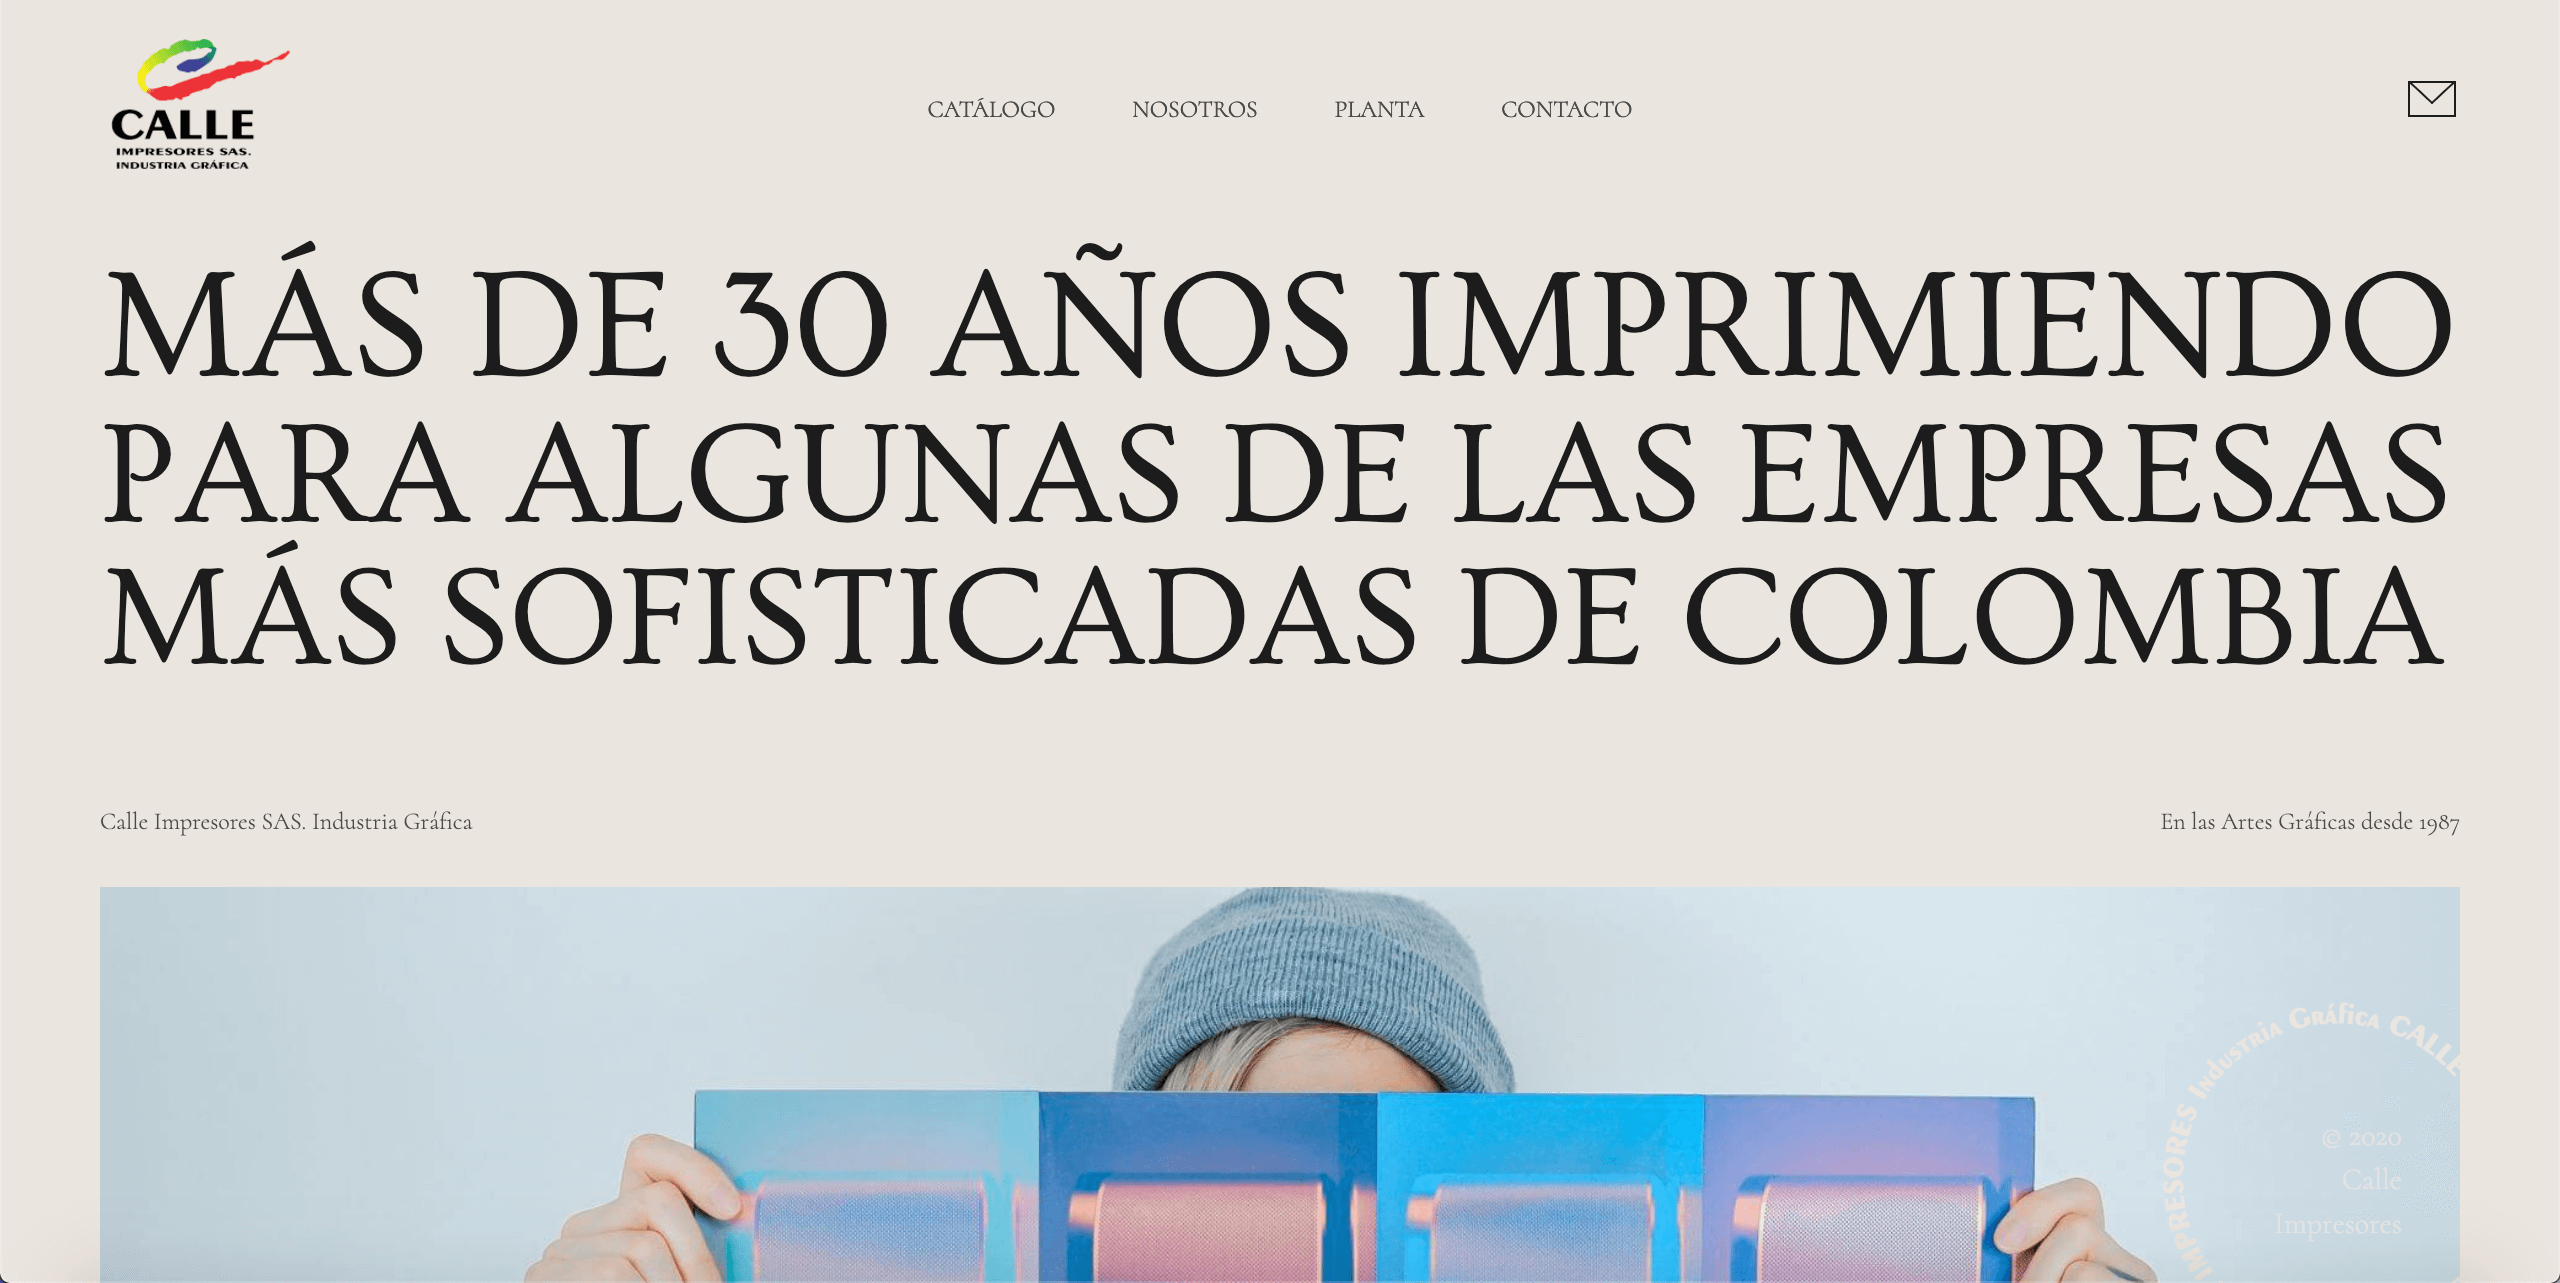 CALLE
IMPRESORES SAS.
INDUSTRIA GRÁFICA
CATÁLOGO
NOSOTROS
PLANTA
CONTACTO
MÁS DE 30 AÑOS IMPRIMIENDO
PARA ALGUNAS DE LAS EMPRESAS
MÁS SOFISTICADAS DE COLOMBIA
Calle Impresores SAS. Industria Gráfica
En las Artes Gráficas desde 1987
IMPRESORES Industria Gráfica CALLE
© 2020
Calle
Impresores